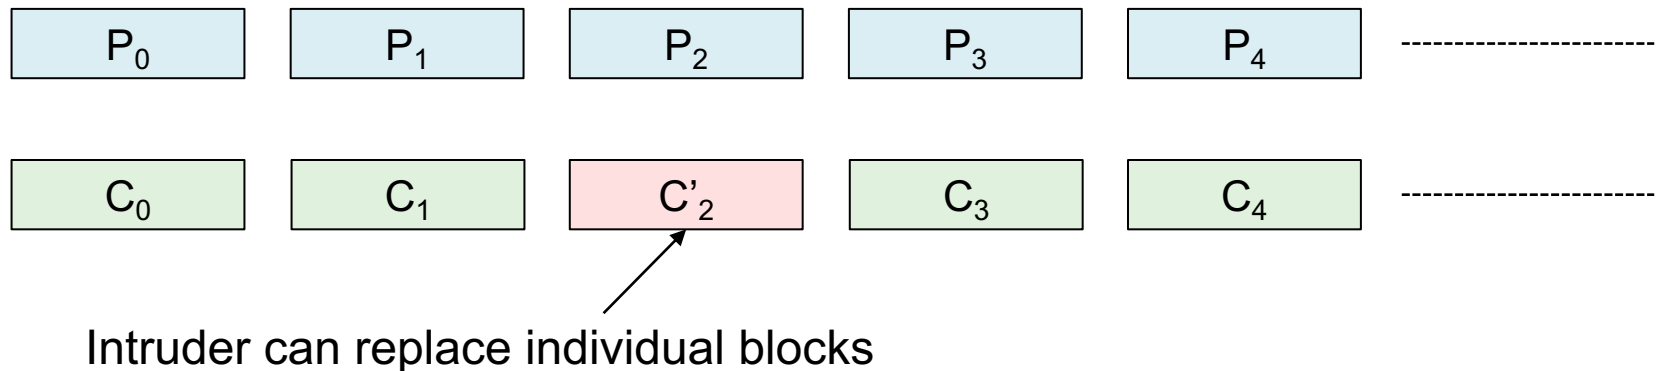 P₀ P₁ P₂ P₃ P₄ -----------------------
C₀ C₁ C’₂ C₃ C₄ -----------------------
Intruder can replace individual blocks